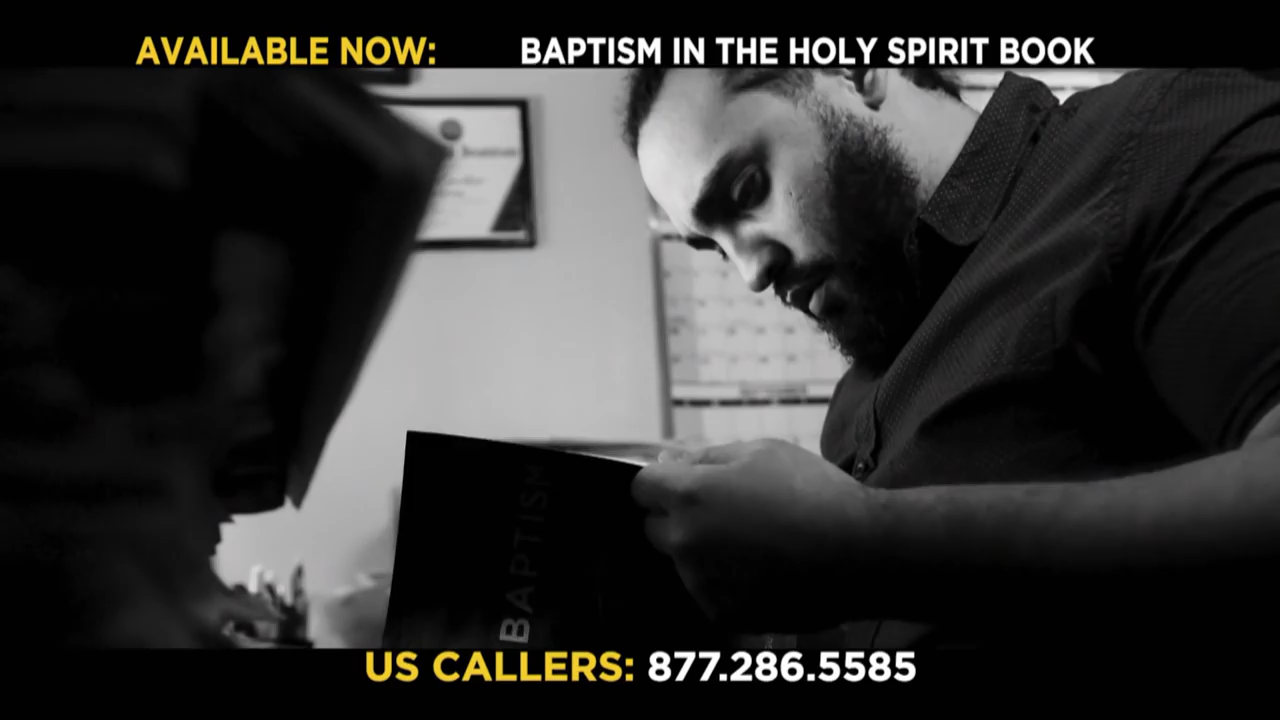 AVAILABLE NOW: BAPTISM IN THE HOLY SPIRIT BOOK
BAPTISM
US CALLERS: 877.286.5585